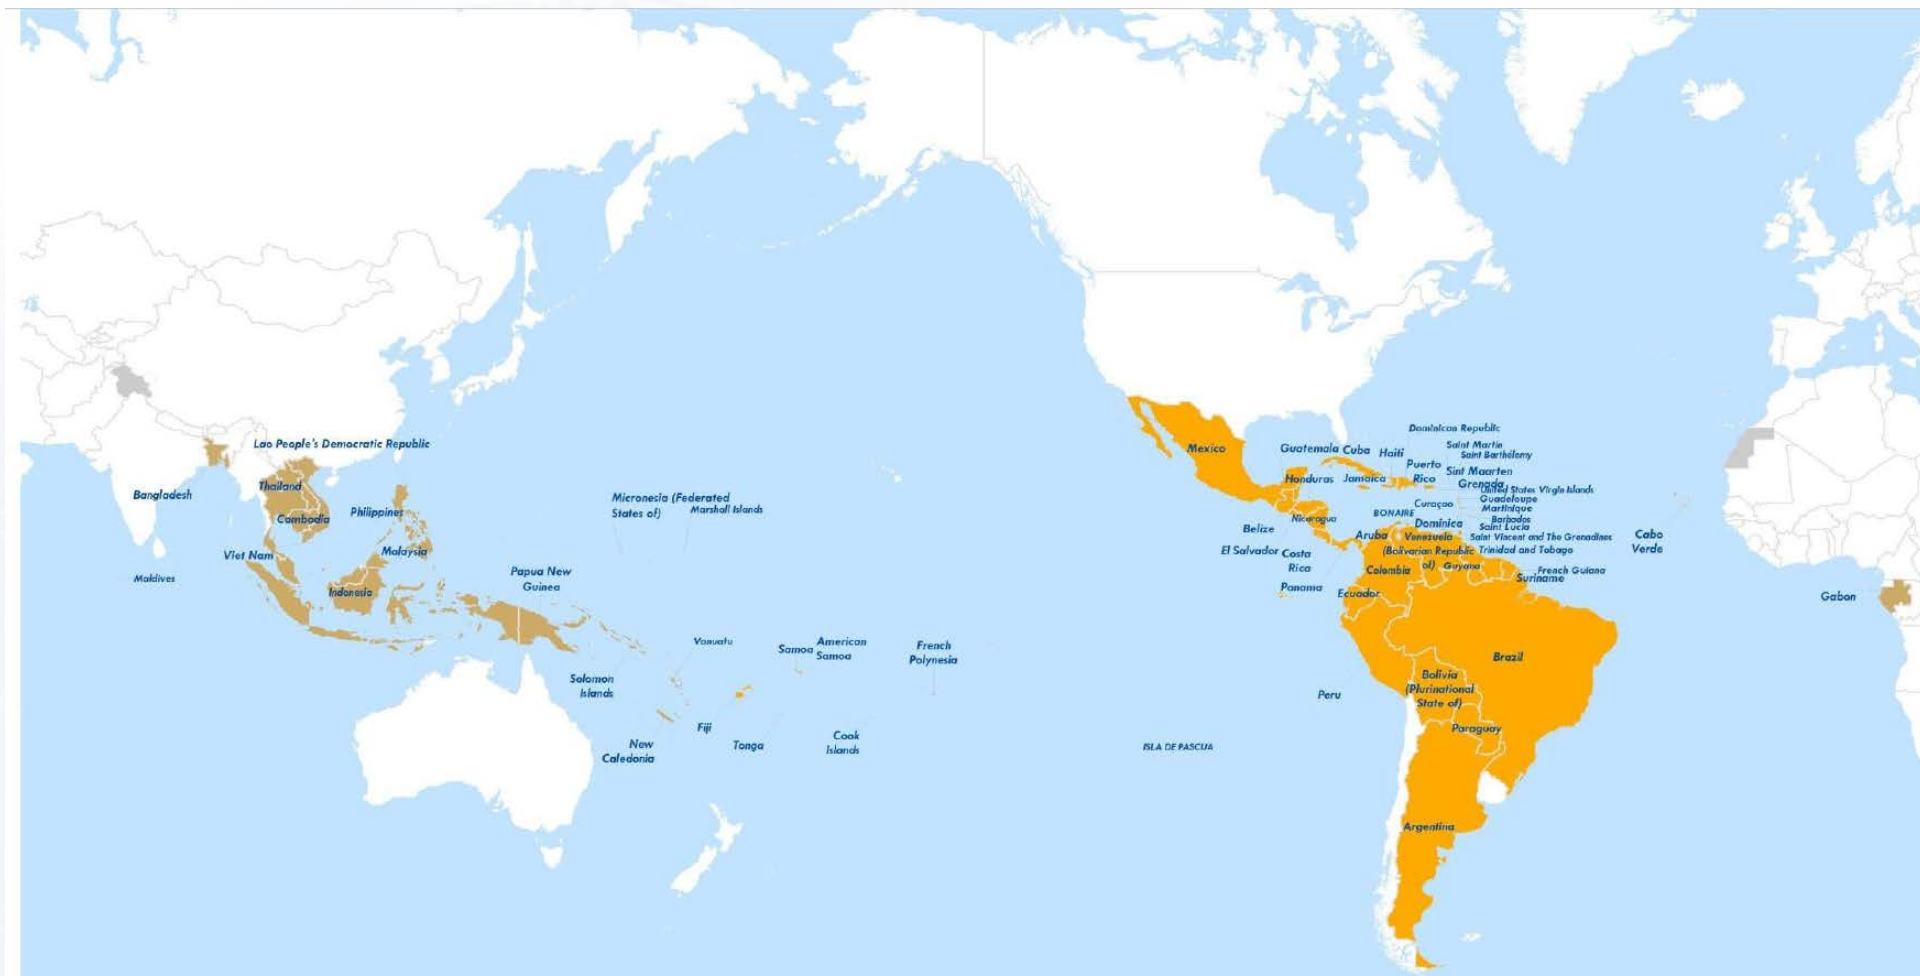 Lao People's Democratic Republic
Thailand
Bangladesh
Philippines
Cambodia
Viet Nam
Malaysia
Maldives
Indonesia
Papua New
Guinea
Micronesia (Federated
States of)
Marshall Islands
Vanuatu
Solomon
Islands
Samoa
American
Samoa
French
Polynesia
Fiji
Tonga
New
Caledonia
Cook
Islands
ISLA DE PASCUA
Mexico
Guatemala
Cuba
Haiti
Dominican Republic
Saint Martin
Saint Barthélemy
Puerto
Rico
Sint Maarten
Honduras
Jamaica
Grenada
United States Virgin Islands
Guadeloupe
Curaçao
Martinique
BONAIRE
Barbados
Nicaragua
Dominica
Saint Lucia
Belize
Aruba
Venezuela
(Bolivarian Republic
of)
Saint Vincent and The Grenadines
Trinidad and Tobago
El Salvador
Costa
Rica
Colombia
Guyana
French Guiana
Suriname
Panama
Ecuador
Cabo
Verde
Gabon
Brazil
Peru
Bolivia
(Plurinational
State of)
Paraguay
Argentina